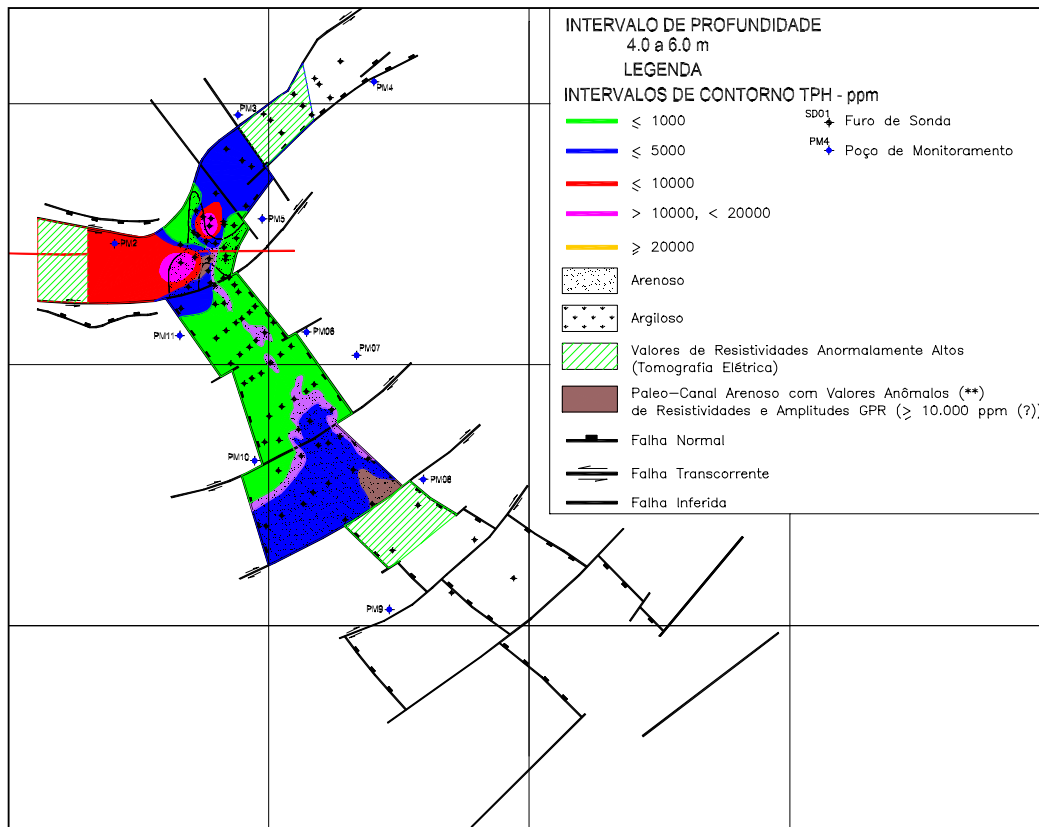 INTERVALO DE PROFUNDIDADE
4.0 a 6.0 m
LEGENDA
INTERVALOS DE CONTORNO TPH - ppm
≤ 1000
≤ 5000
≤ 10000
> 10000, < 20000
≥ 20000
SD01 Furo de Sonda
PM4 Poço de Monitoramento
Arenoso
Argiloso
Valores de Resistividades Anormalamente Altos
(Tomografia Elétrica)
Paleo-Canal Arenoso com Valores Anômalos (**)
de Resistividades e Amplitudes GPR (≥ 10.000 ppm (?))
Falha Normal
Falha Transcorrente
Falha Inferida
PM4
PM3
PM5
PM2
PM11
PM06
PM07
PM10
PM08
PM9